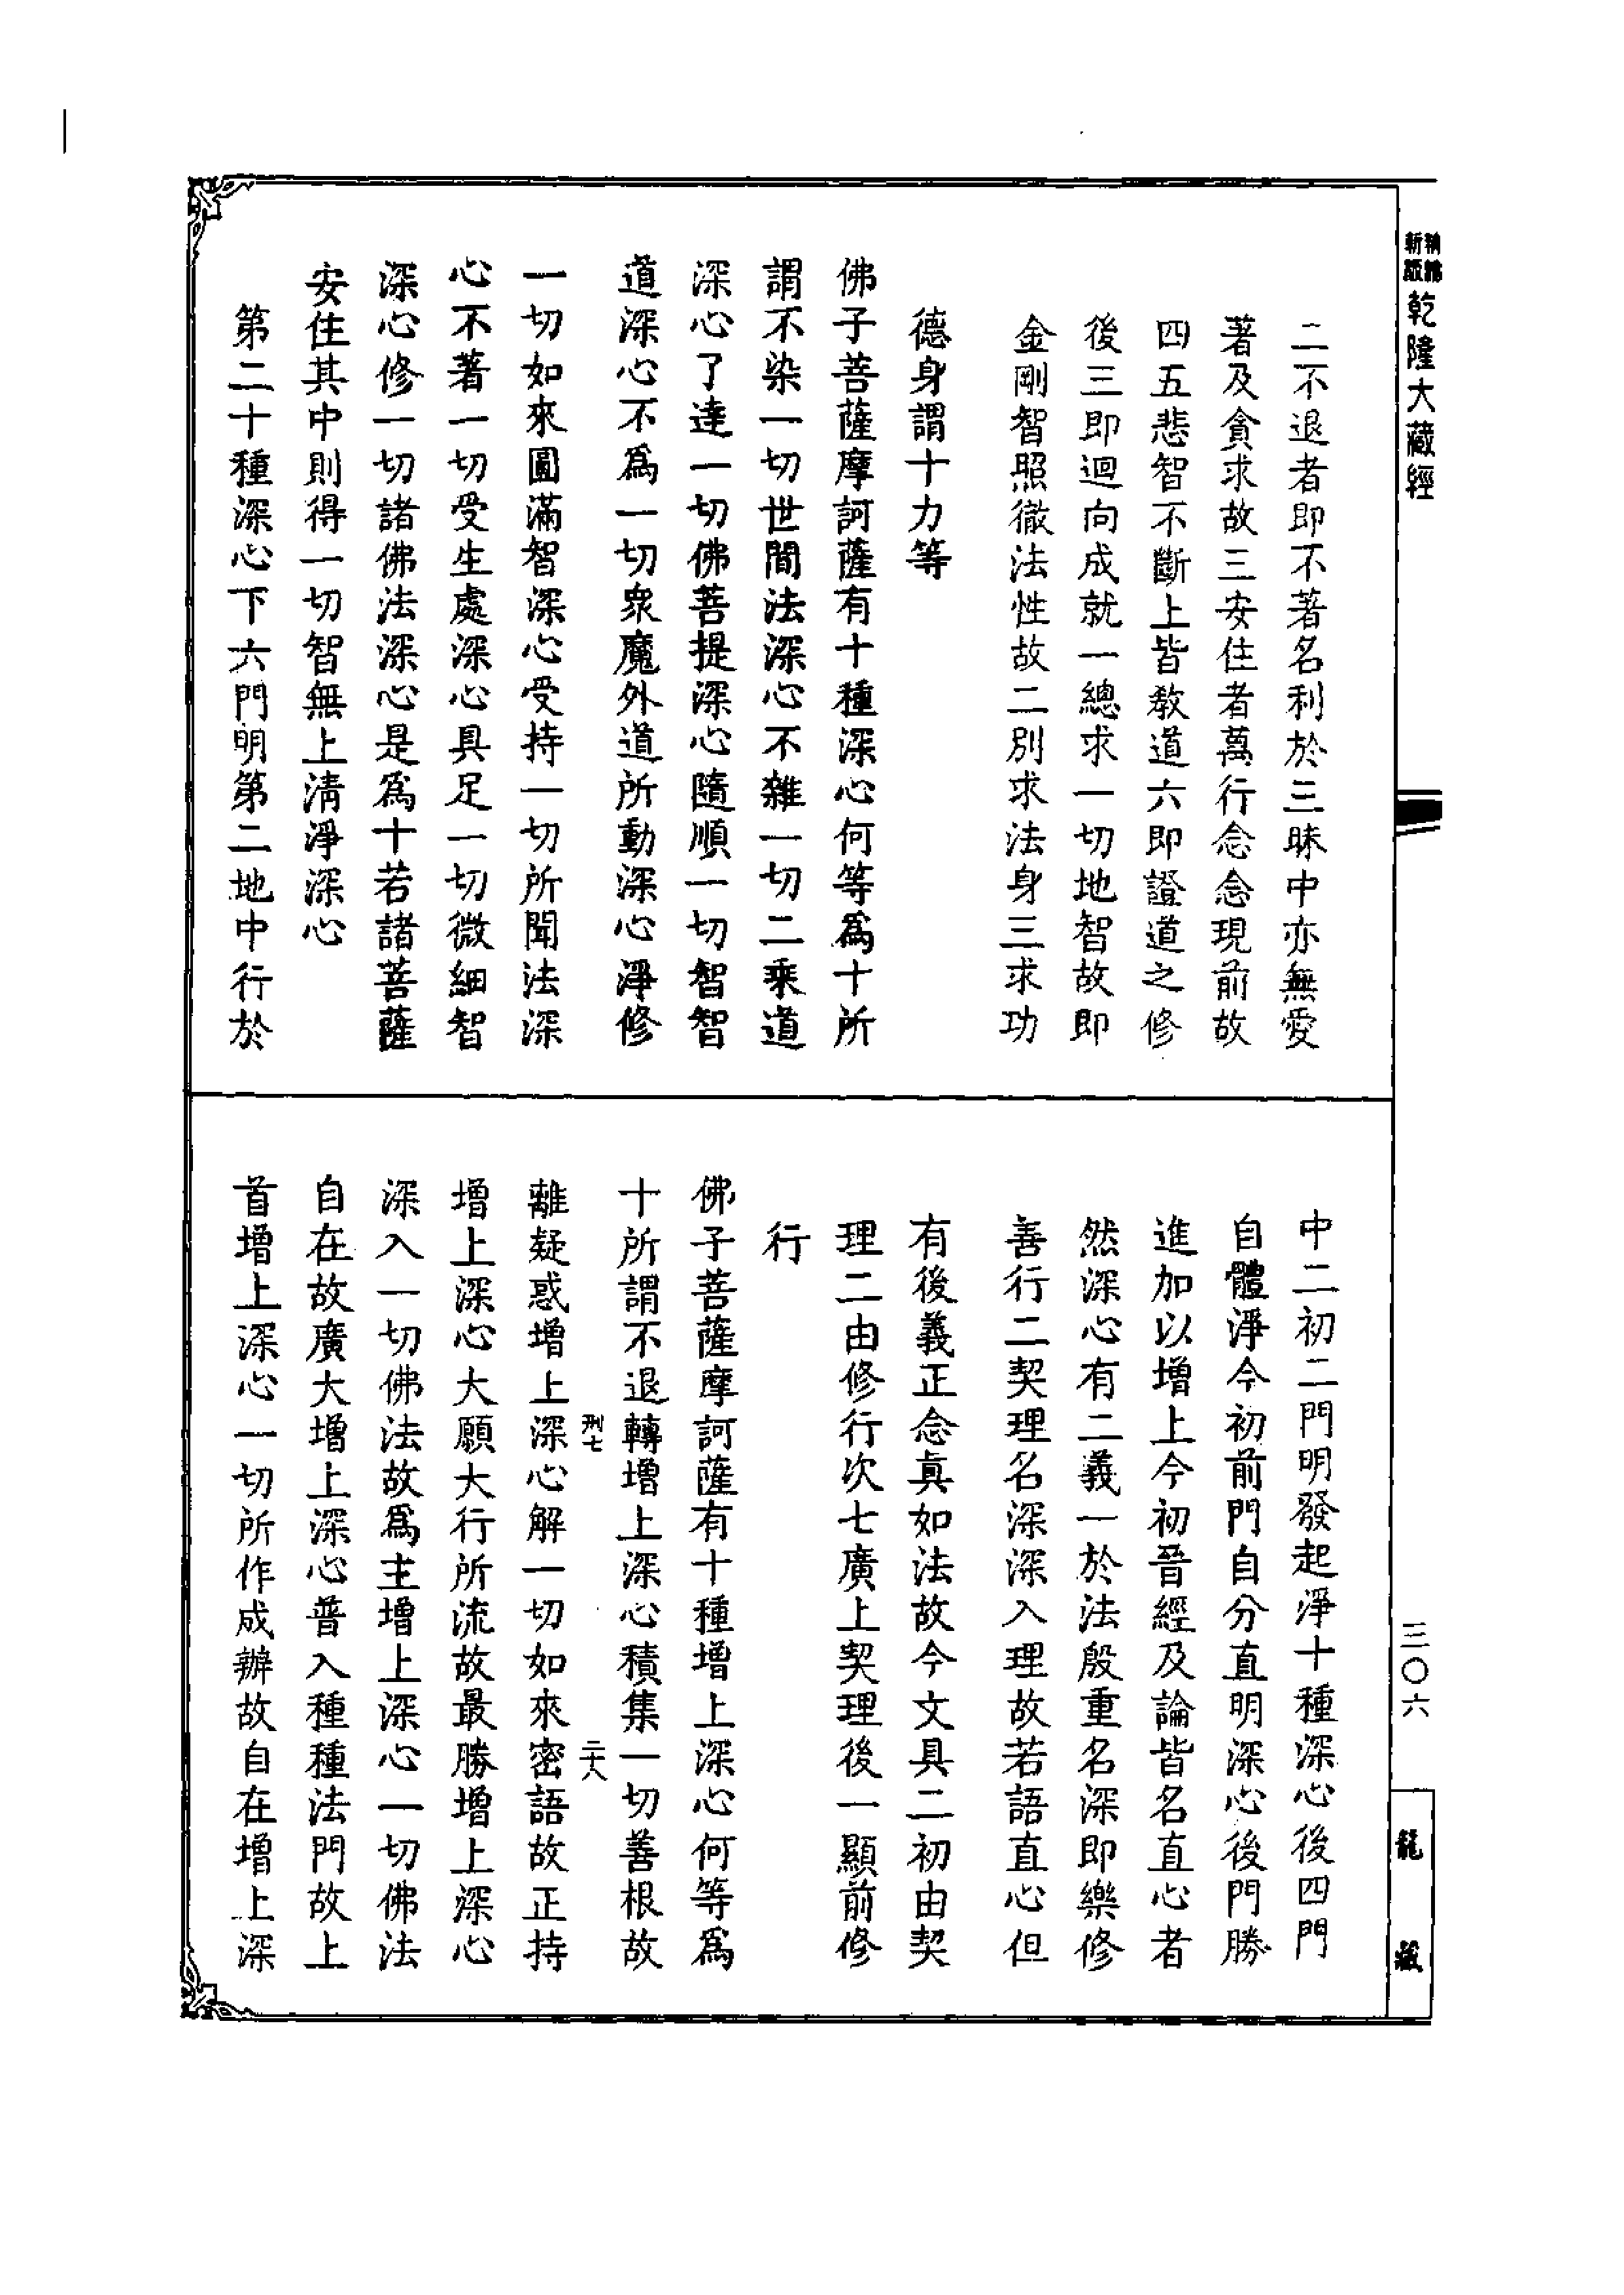 新版
精縮
乾隆大藏經
二不退者即不著名利於三昧中亦無愛
著及貪求故三安住者萬行念念現前故
四五悲智不斷上皆教道六即證道之修
後三即迴向成就一總求一切地智故即
金剛智照徹法性故二別求法身三求功
德身謂十力等
佛子菩薩摩訶薩有十種深心何等爲十所
謂不染一切世間法深心不雜一切二乘道
深心了達一切佛菩提深心隨順一切智智
道深心不爲一切眾魔外道所動深心淨修
一切如來圓滿智深心受持一切所聞法深
心不著一切受生處深心具足一切微細智
深心修一切諸佛法深心是爲十若諸菩薩
安住其中則得一切智無上清淨深心
第二十種深心下六門明第二地中行於
中二初二門明發起淨十種深心後四門
自體淨今初前門自分直明深心後門勝
進加以增上今初晉經及論皆名直心者
然深心有二義一於法殷重名深即樂修
善行二契理名深深入理故若語直心但
有後義正念真如法故今文具二初由契
理二由修行次七廣上契理後一顯前修
行
佛子菩薩摩訶薩有十種增上深心何等爲
十所謂不退轉增上深心積集一切善根故
刑七
二十八
離疑惑增上深心解一切如來密語故正持
增上深心大願大行所流故最勝增上深心
深入一切佛法故爲主增上深心一切佛法
自在故廣大增上深心普入種種法門故上
首增上深心一切所作成辦故自在增上深
三〇六
龍藏